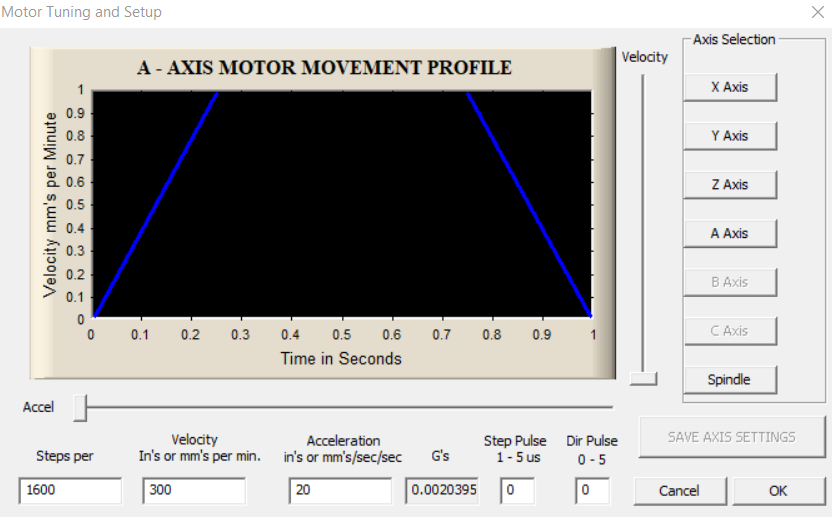 Motor Tuning and Setup
A - AXIS MOTOR MOVEMENT PROFILE
Velocity mm's per Minute
1
0.9
0.8
0.7
0.6
0.5
0.4
0.3
0.2
0.1
0
0 0.1 0.2 0.3 0.4 0.5 0.6 0.7 0.8 0.9 1
Time in Seconds
Velocity
Axis Selection
X Axis
Y Axis
Z Axis
A Axis
B Axis
C Axis
Spindle
Accel
SAVE AXIS SETTINGS
Steps per
Velocity
In's or mm's per min.
Acceleration
in's or mm's/sec/sec
G's
Step Pulse
1 - 5 us
Dir Pulse
0 - 5
1600 300 20 0.0020395 0 0
Cancel OK